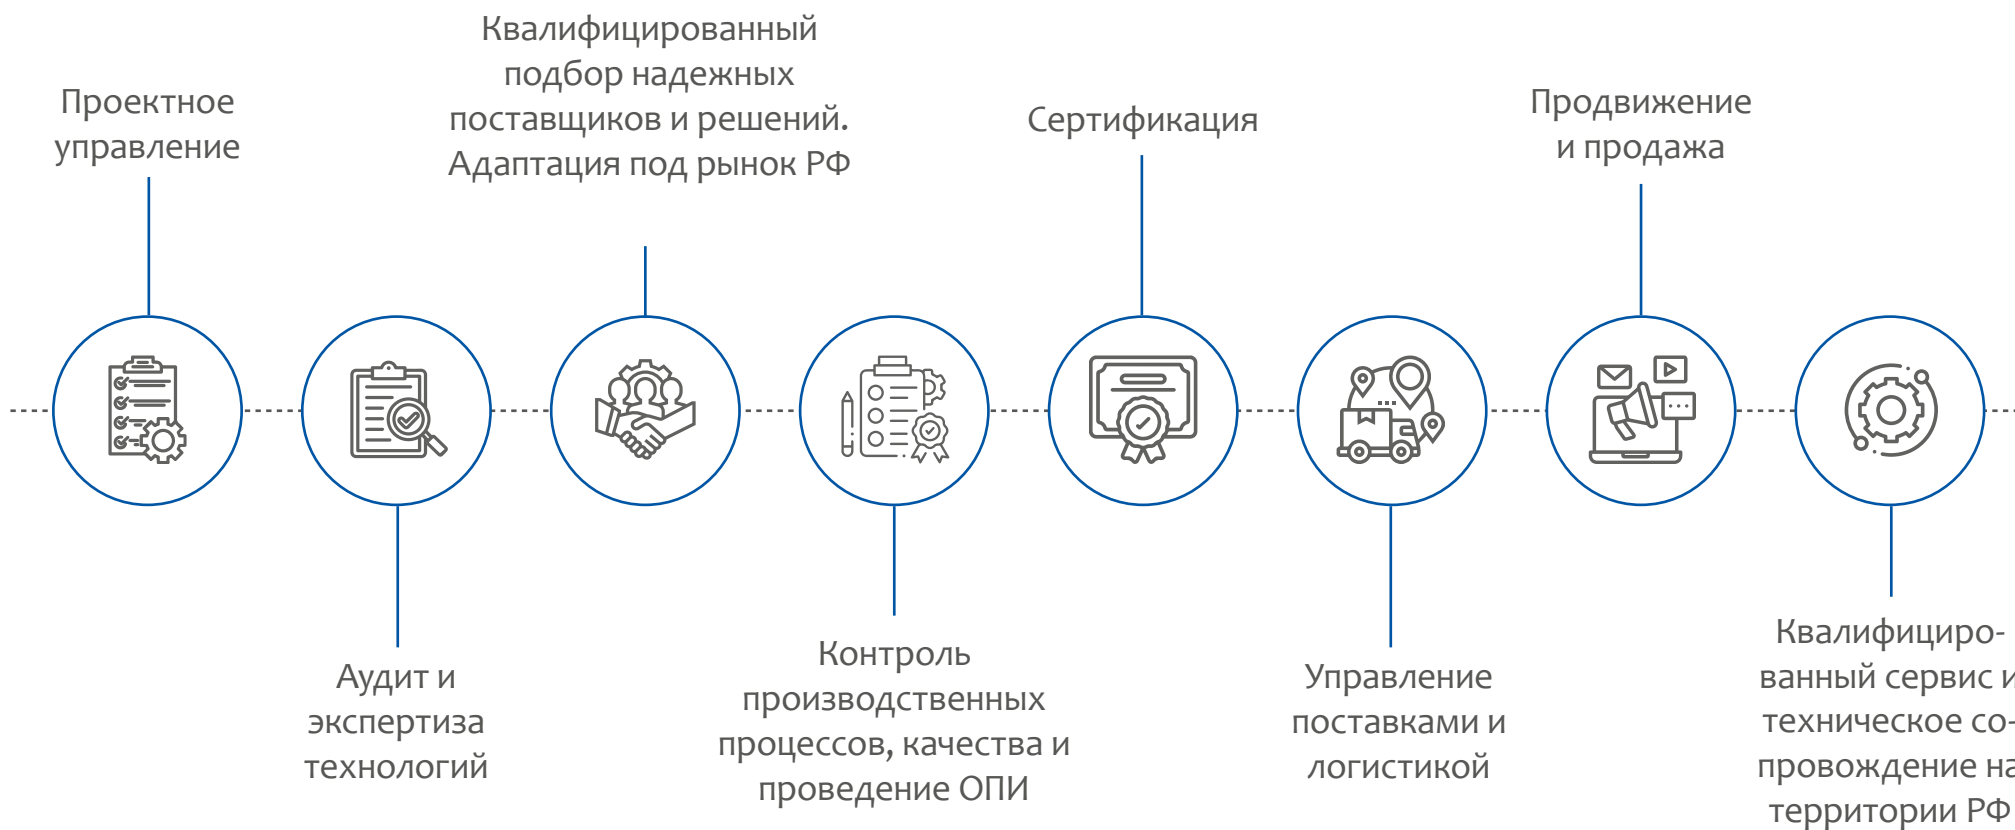 Проектное
управление
Аудит и
экспертиза
технологий
Квалифицированный
подбор надежных
поставщиков и решений.
Адаптация под рынок РФ
Контроль
производственных
процессов, качества и
проведение ОПИ
Сертификация
Управление
поставками и
логистикой
Продвижение
и продажа
Квалифициро-
ванный сервис и
техническое со-
провождение на
территории РФ